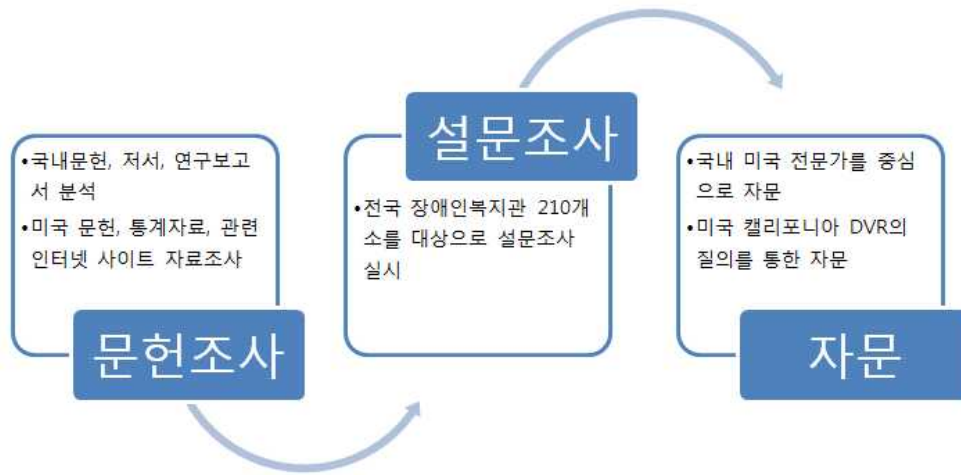 •국내문헌, 저서, 연구보고
서 분석
•미국 문헌, 통계자료, 관련
인터넷 사이트 자료조사
문헌조사
설문조사
•전국 장애인복지관 210개
소를 대상으로 설문조사
실시
•국내 미국 전문가를 중심
으로 자문
•미국 캘리포니아 DVR의
질의를 통한 자문
자문